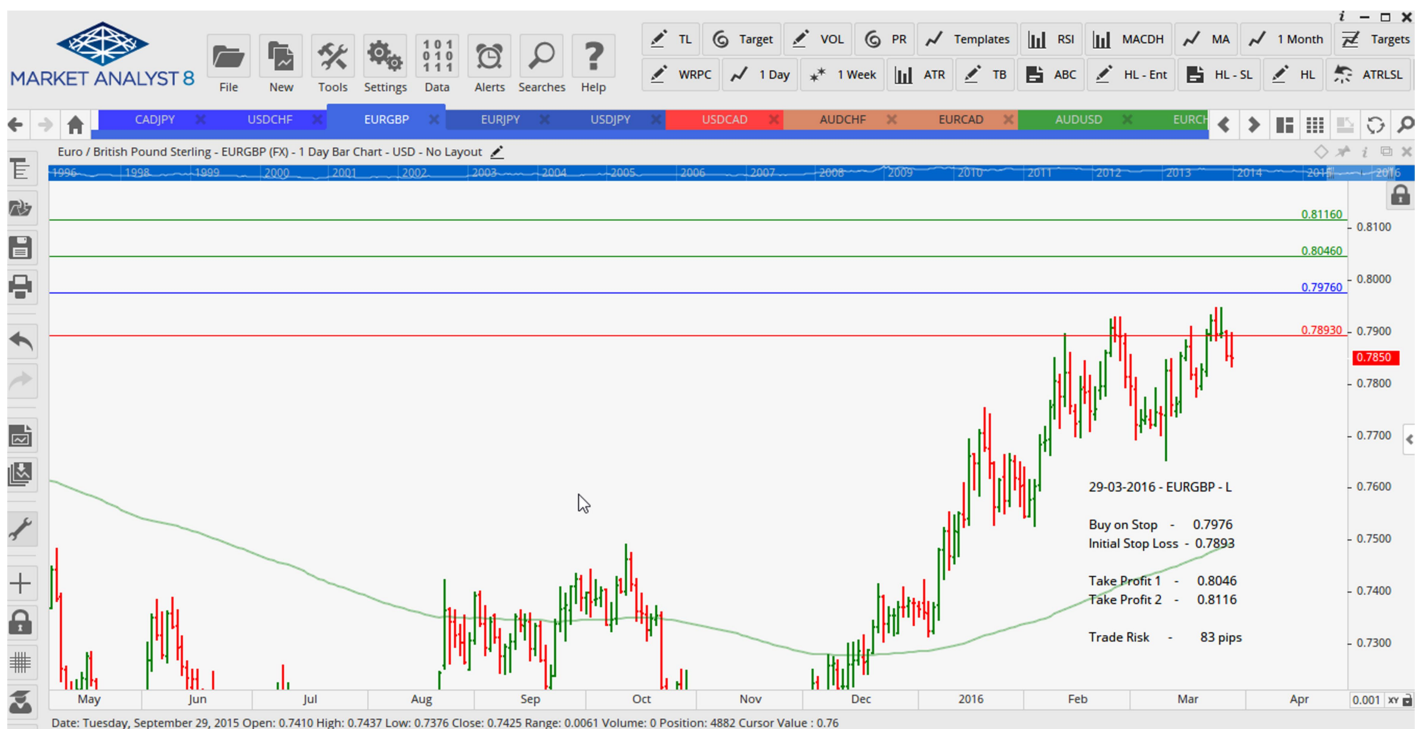 i
MARKET ANALYST 8
File New Tools Settings Data Alerts Searches Help
101
010
111
TL Target VOL PR Templates RSI MACDH MA 1 Month Targets
WRPC 1 Day 1 Week ATR TB ABC HL - Ent HL - SL HL ATRLSL
CADJPY USDCHF EURGBP EURJPY USDJPY USDCAD AUDCHF EURCAD AUDUSD EURCH
Euro / British Pound Sterling - EURGBP (FX) - 1 Day Bar Chart - USD - No Layout
1996 1998 1999 2000 2001 2002 2003 2004 2005 2006 2007 2008 2009 2010 2011 2012 2013 2014 2015 2016
0.81160
0.8100
0.80460
0.8000
0.79760
0.78930
0.7900
0.7850
0.7800
0.7700
0.7600
0.7500
0.7400
0.7300
29-03-2016 - EURGBP - L
Buy on Stop - 0.7976
Initial Stop Loss - 0.7893
Take Profit 1 - 0.8046
Take Profit 2 - 0.8116
Trade Risk - 83 pips
May Jun Jul Aug Sep Oct Nov Dec 2016 Feb Mar Apr 0.001 XY
Date: Tuesday, September 29, 2015 Open: 0.7410 High: 0.7437 Low: 0.7376 Close: 0.7425 Range: 0.0061 Volume: 0 Position: 4882 Cursor Value : 0.76